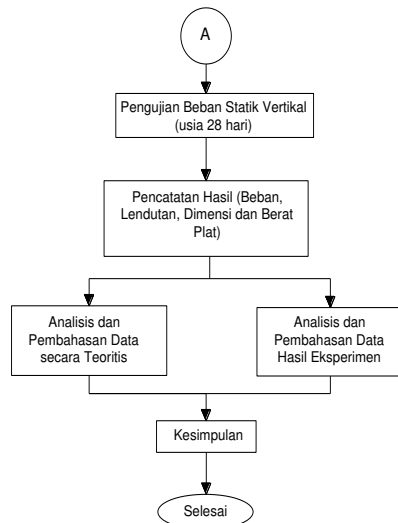 A
Pengujian Beban Statik Vertikal
(usia 28 hari)
Pencatatan Hasil (Beban,
Lendutan, Dimensi dan Berat
Plat)
Analisis dan
Pembahasan Data
secara Teoritis
Analisis dan
Pembahasan Data
Hasil Eksperimen
Kesimpulan
Selesai